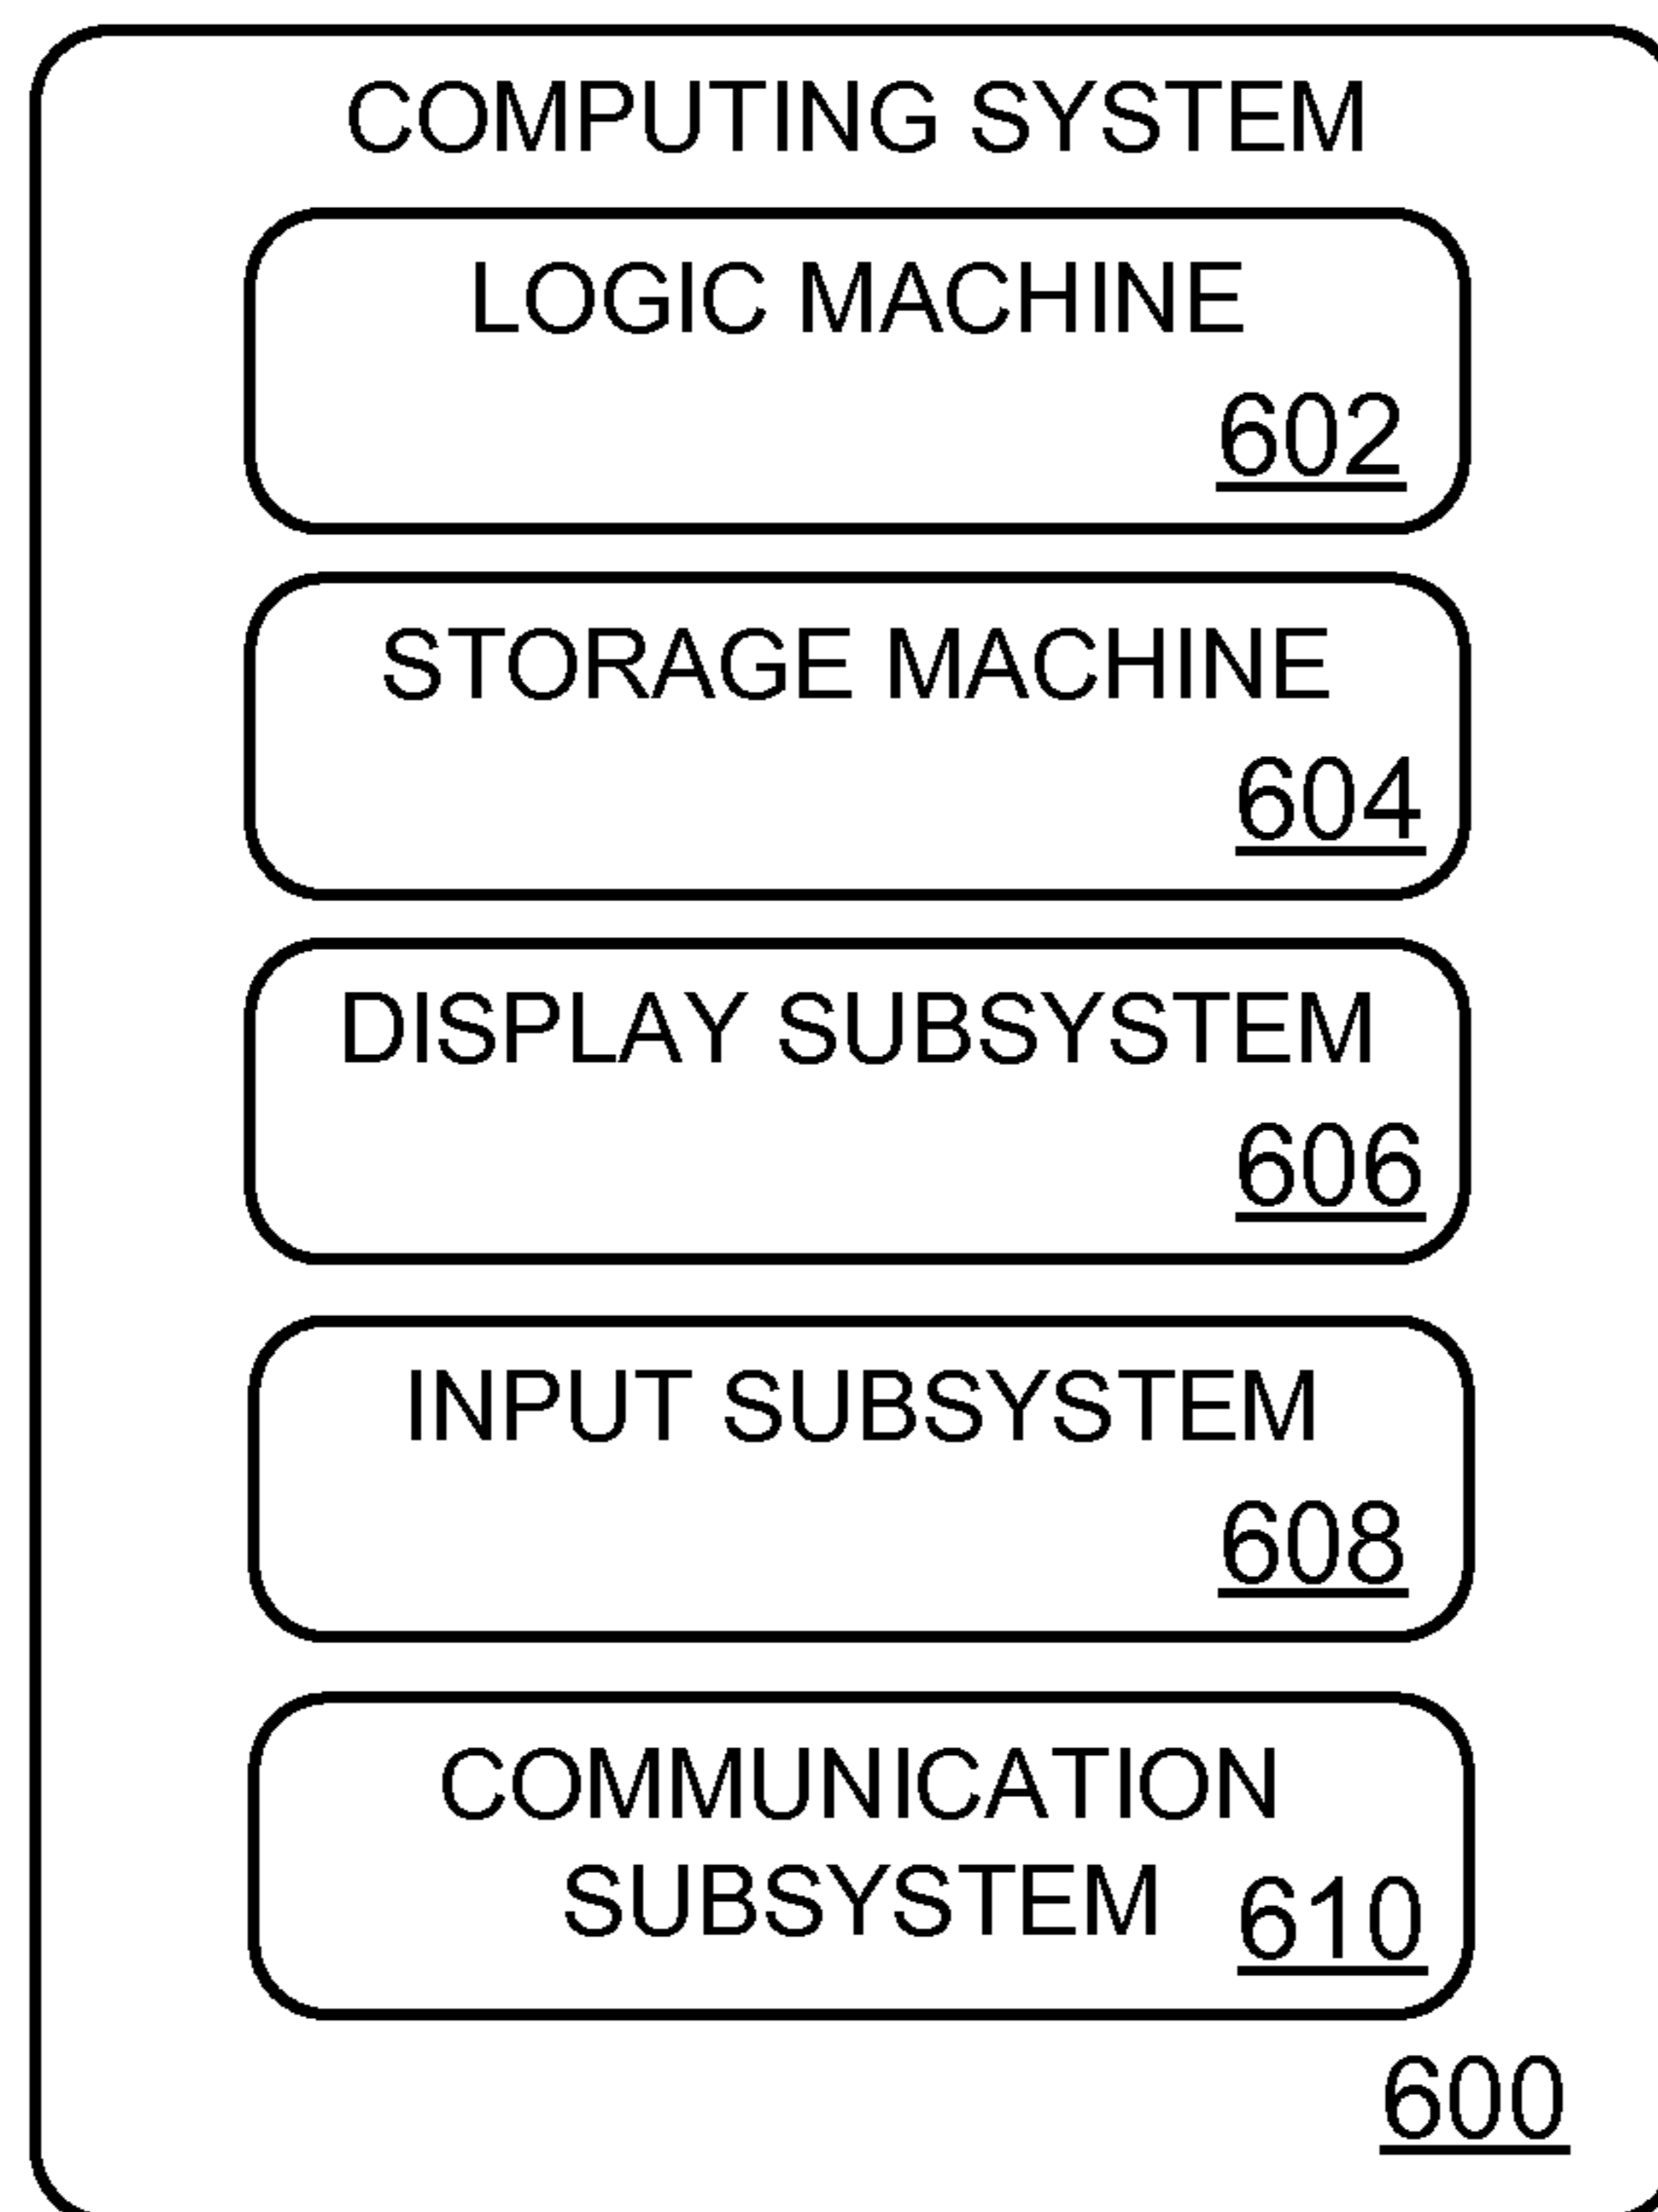 COMPUTING SYSTEM
LOGIC MACHINE
602
STORAGE MACHINE
604
DISPLAY SUBSYSTEM
606
INPUT SUBSYSTEM
608
COMMUNICATION
SUBSYSTEM 610
600